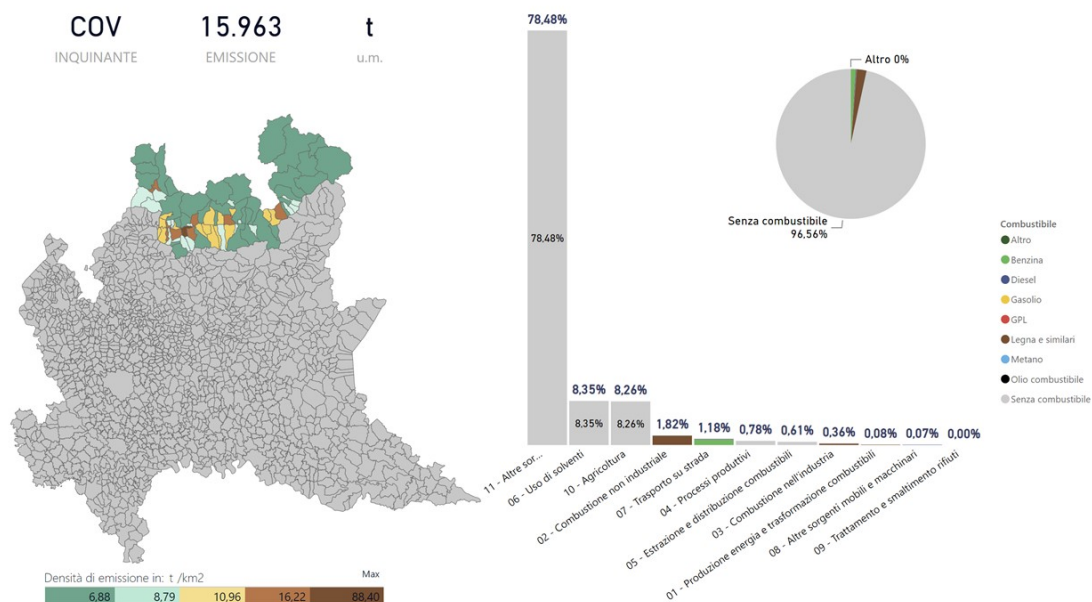 COV
15.963
t
INQUINANTE
EMISSIONE
u.m.
78,48%
78,48%
8,35%
8,26%
8,35%
8,26%
1,82%
1,18%
0,78%
0,61%
0,36%
0,08%
0,07%
0,00%
11 - Altre sor...
06 - Uso di solventi
10 - Agricoltura
02 - Combustione non industriale
07 - Trasporto su strada
04 - Processi produttivi
05 - Estrazione e distribuzione combustibili
03 - Combustione nell'industria
01 - Produzione energia e trasformazione combustibili
08 - Altre sorgenti mobili e macchinari
09 - Trattamento e smaltimento rifiuti
Altro 0%
Senza combustibile
96,56%
Combustibile
Altro
Benzina
Diesel
Gasolio
GPL
Legna e similari
Metano
Olio combustibile
Senza combustibile
Densità di emissione in: t /km2
Max
6,88
8,79
10,96
16,22
88,40